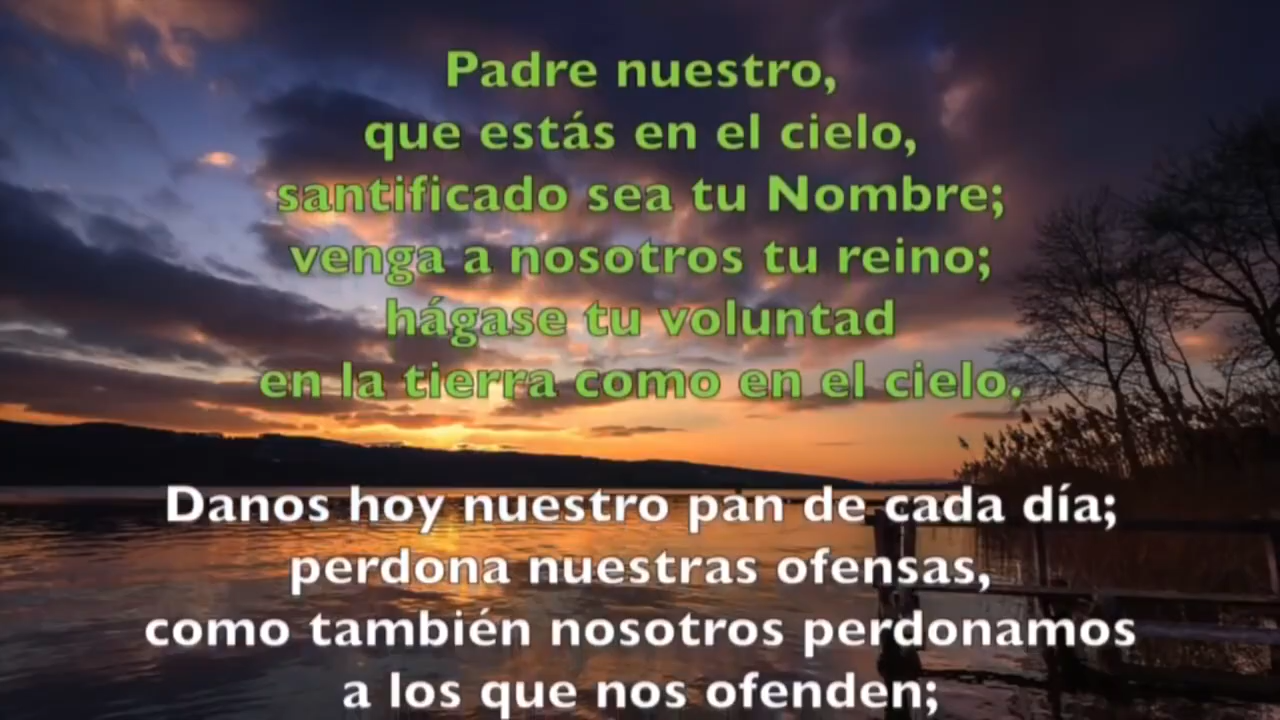 Padre nuestro,
que estás en el cielo,
santificado sea tu Nombre;
venga a nosotros tu reino;
hágase tu voluntad
en la tierra como en el cielo.
Danos hoy nuestro pan de cada día;
perdona nuestras ofensas,
como también nosotros perdonamos
a los que nos ofenden;